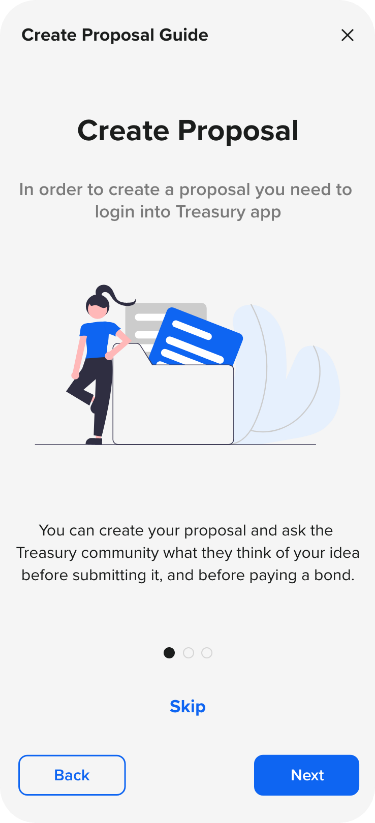 Create Proposal Guide
Create Proposal
In order to create a proposal you need to
login into Treasury app
You can create your proposal and ask the
Treasury community what they think of your idea
before submitting it, and before paying a bond.
Skip
Back
Next